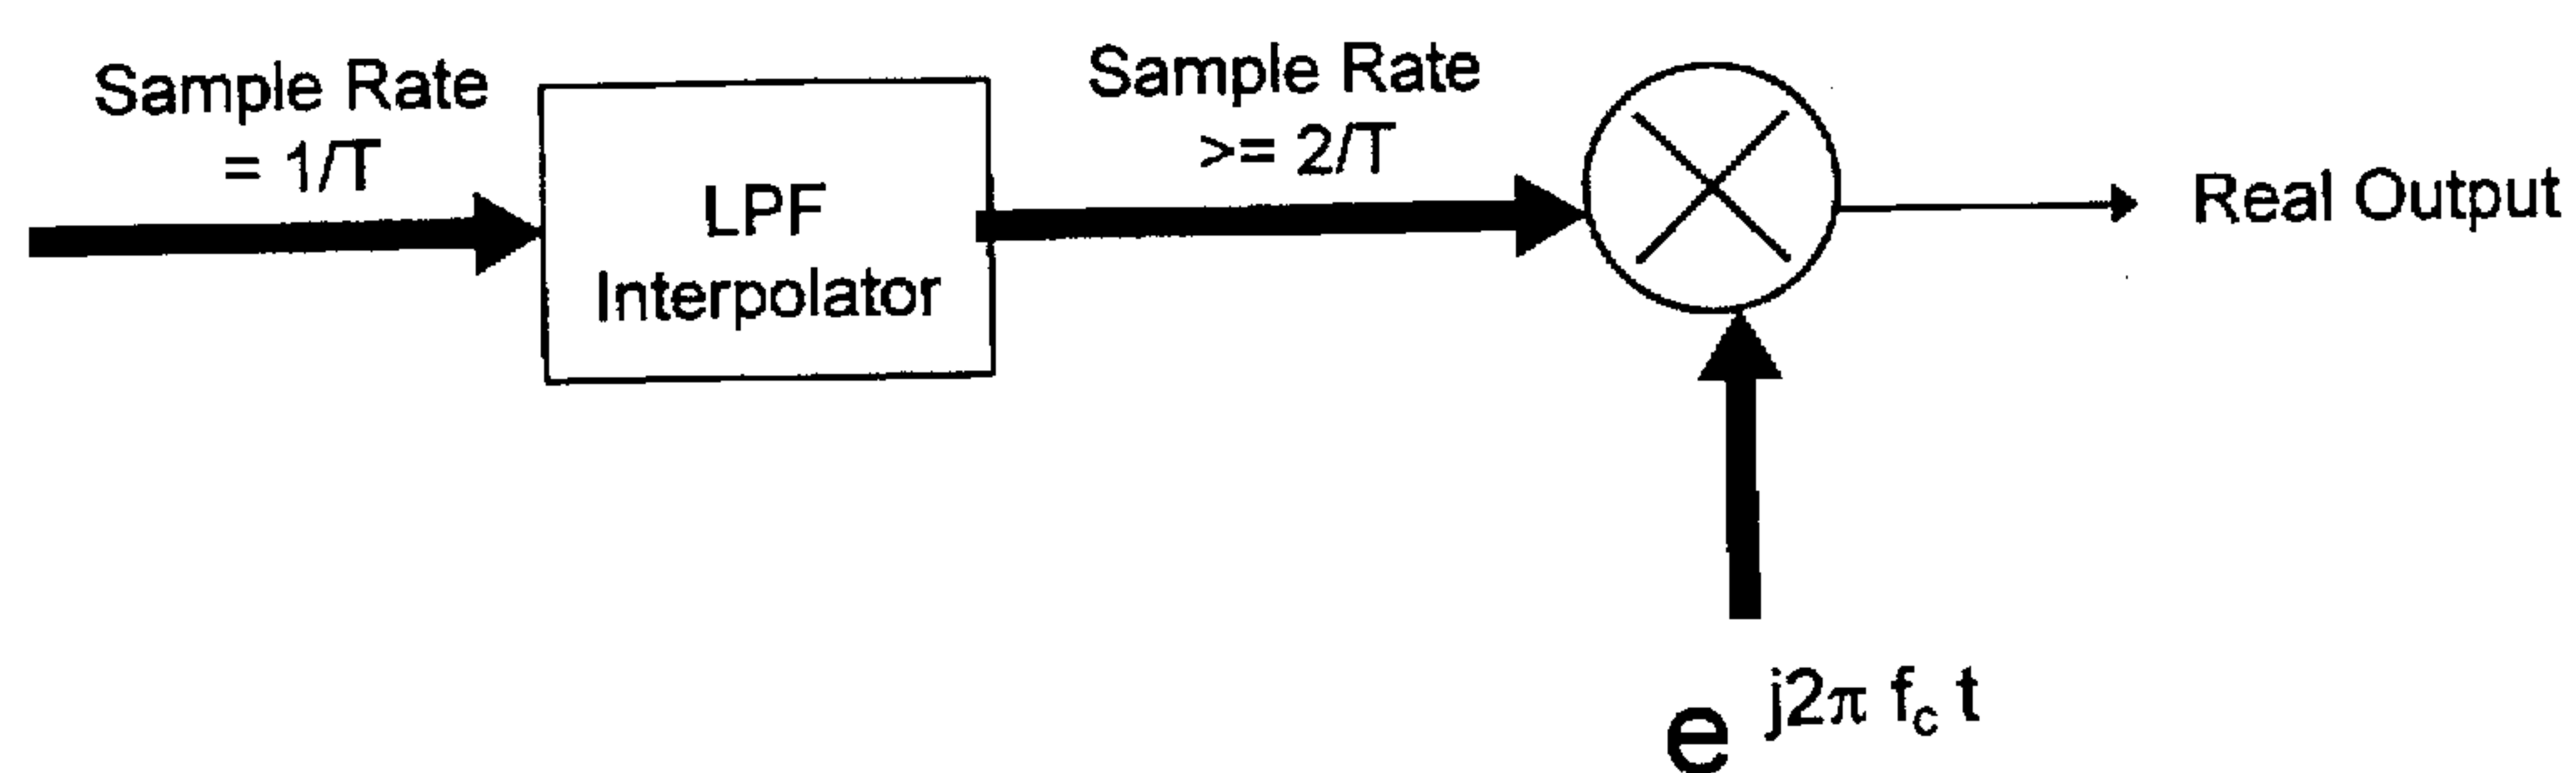 Sample Rate
= 1/T
LPF
Interpolator
Sample Rate
>= 2/T
Real Output
e j2π fc t